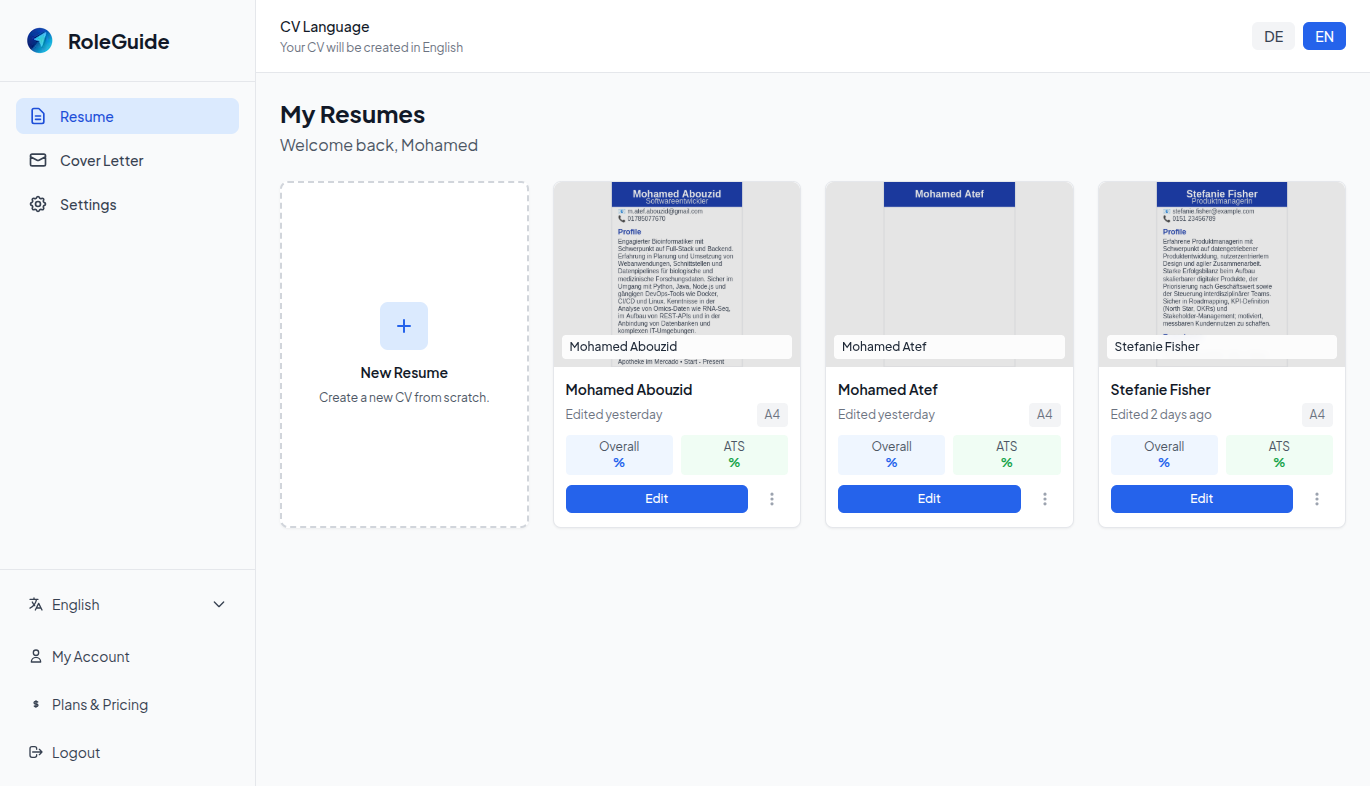 RoleGuide
Resume
Cover Letter
Settings
English
My Account
Plans & Pricing
Logout
CV Language
Your CV will be created in English
DE
EN
My Resumes
Welcome back, Mohamed
New Resume
Create a new CV from scratch.
Mohamed Abouzid
Softwareentwickler
m.atef.abouzid@gmail.com
01785077670
Profile
Engagierter Bioinformatiker mit
Schwerpunkt auf Full-Stack und Backend.
Erfahrung in Planung und Umsetzung von
Webanwendungen, Schnittstellen und
Datenpipelines für biologische und
medizinische Forschungsdaten. Sicher im
Umgang mit Python, Java, Node.js und
gängigen DevOps-Tools wie Docker,
CI/CD und Linux. Kenntnisse in der
Analyse von Omics-Daten wie RNA-Seq,
im Aufbau von REST-APIs und in der
Anbindung von Datenbanken und
komplexen IT-Umgebungen.
Mohamed Abouzid
Apotheke im Mercado • Start - Present
Mohamed Abouzid
Edited yesterday
A4
Overall
%
ATS
%
Edit
Mohamed Atef
Mohamed Atef
Mohamed Atef
Edited yesterday
A4
Overall
%
ATS
%
Edit
Stefanie Fisher
Produktmanagerin
stefanie.fisher@example.com
0151 23456789
Profile
Erfahrene Produktmanagerin mit
Schwerpunkt auf datengetriebener
Produktentwicklung, nutzerzentriertem
Design und agiler Zusammenarbeit.
Starke Erfolgsbilanz beim Aufbau
skalierbarer digitaler Produkte, der
Priorisierung nach Geschäftswert sowie
der Steuerung interdisziplinärer Teams.
Sicher in Roadmapping, KPI-Definition
(North Star, OKRs) und
Stakeholder-Management; motiviert,
messbaren Kundennutzen zu schaffen.
Stefanie Fisher
Stefanie Fisher
Edited 2 days ago
A4
Overall
%
ATS
%
Edit